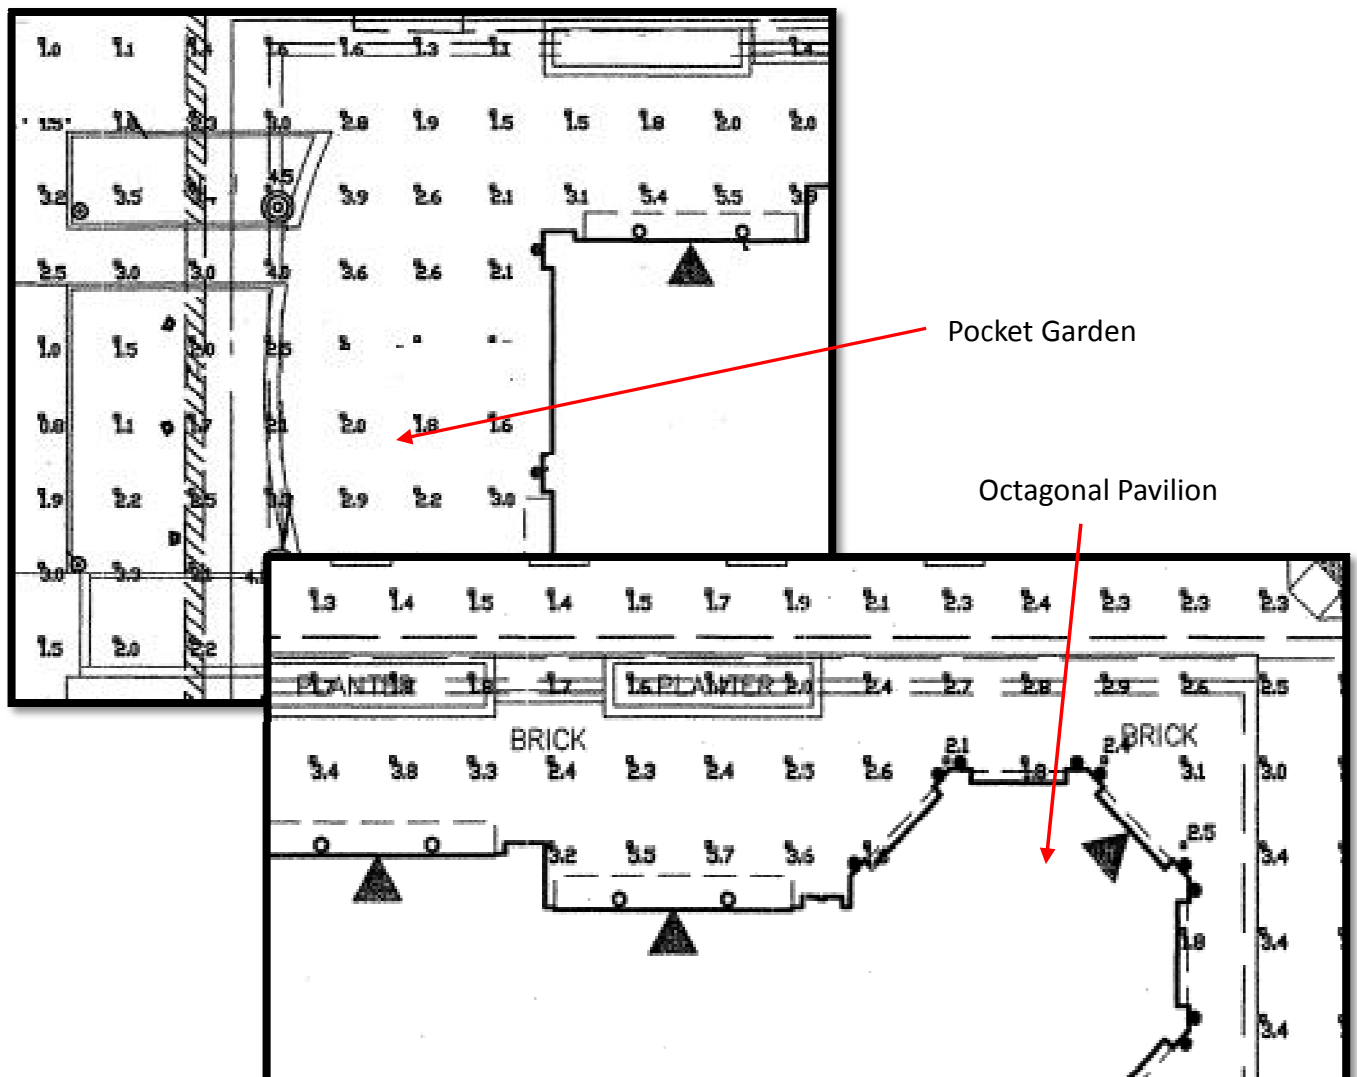 1.0 1.1 1.6 1.6 1.3 1.1 1.4
1.5 3.0 2.8 1.9 1.5 1.5 1.8 2.0 2.0
4.5
3.2 3.5 3.9 2.6 2.1 3.1 5.4 5.5
2.5 3.0 3.0 4.0 3.6 2.6 2.1
Pocket Garden
1.0 1.5 2.5
0.8 1.1 2.0 1.8 1.6
Octagonal Pavilion
1.9 2.2 2.9 2.2 3.0
3.0
1.5 2.0 2.2
1.3 1.4 1.5 1.4 1.5 1.7 1.9 2.1 2.3 2.4 2.3 2.3 2.3
PLANTER 1.8 1.7 1.6 PLANTER 2.0 2.4 2.7 2.8 2.9 2.6 2.5
BRICK 2.1 2.4 BRICK
3.4 3.8 3.3 2.4 2.3 2.4 2.5 2.6 1.8 3.1 3.0
2.5
3.2 5.5 5.7 3.6 3.4
1.8 3.4
3.4